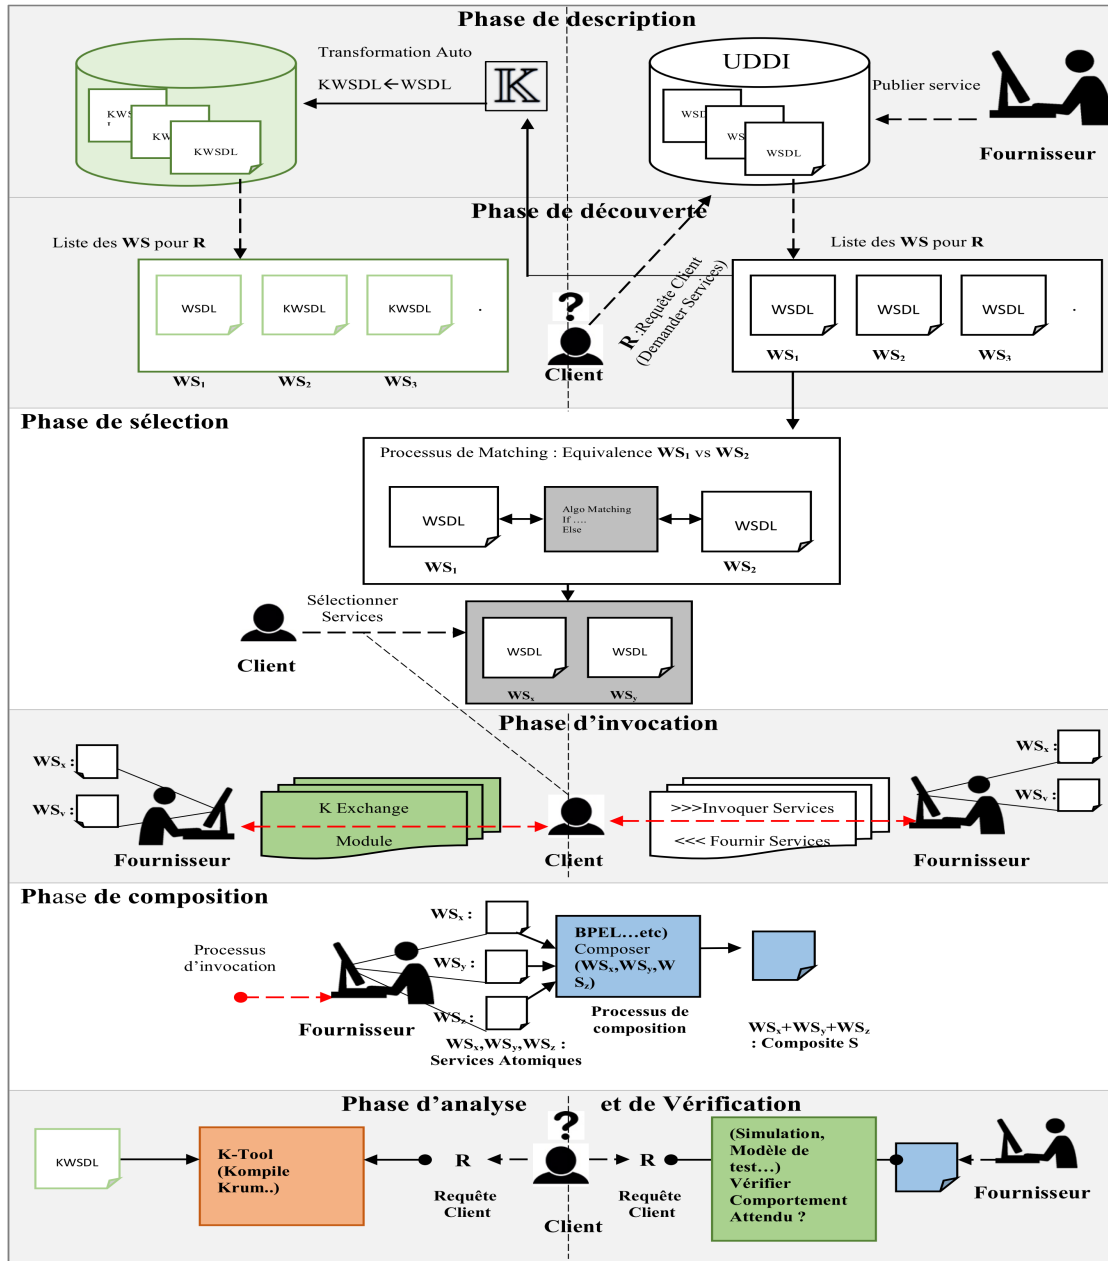 Phase de description
Transformation Auto
KWSDL←WSDL
𝕂
UDDI
Publier service
Fournisseur
KWSDL
WSDL
WSDL
Phase de découverte
Liste des WS pour R
Liste des WS pour R
WSDL
KWSDL
KWSDL
.
WS₁
WS₂
WS₃
?
Client
R :Requête Client
(Demander Services)
WSDL
WSDL
WSDL
.
WS₁
WS₂
WS₃
Phase de sélection
Processus de Matching : Equivalence WS₁ vs WS₂
WSDL
Algo Matching
If ....
Else
WSDL
WS₁
WS₂
Sélectionner
Services
Client
WSDL
WSDL
WSₓ
WSᵧ
Phase d’invocation
WSₓ :
WSᵥ :
Fournisseur
K Exchange
Module
Client
>>>Invoquer Services
<<< Fournir Services
WSₓ :
WSᵥ :
Fournisseur
Phase de composition
Processus
d’invocation
Fournisseur
WSₓ :
WSᵧ :
WS_z :
WSₓ,WSᵧ,WS_z :
Services Atomiques
BPEL…etc)
Composer
(WSₓ,WSᵧ,W
S_z)
Processus de
composition
WSₓ+WSᵧ+WS_z
: Composite S
Phase d’analyse et de Vérification
KWSDL
K-Tool
(Kompile
Krum..)
R
Requête
Client
?
Client
R
Requête
Client
(Simulation,
Modèle de
test…)
Vérifier
Comportement
Attendu ?
Fournisseur